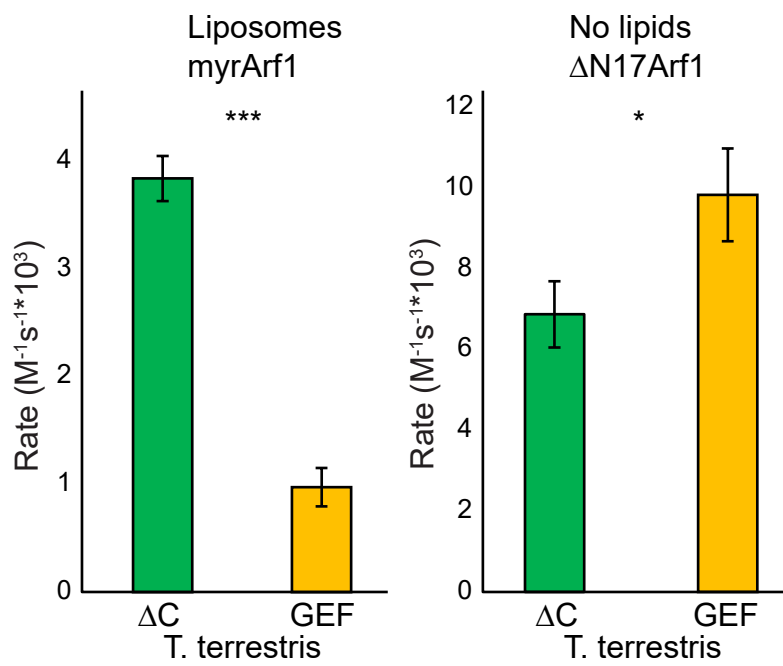 Liposomes
myrArf1
***
4
3
2
1
0
Rate (M⁻¹s⁻¹*10³)
ΔC GEF
T. terrestris
No lipids
ΔN17Arf1
*
12
10
8
6
4
2
0
Rate (M⁻¹s⁻¹*10³)
ΔC GEF
T. terrestris